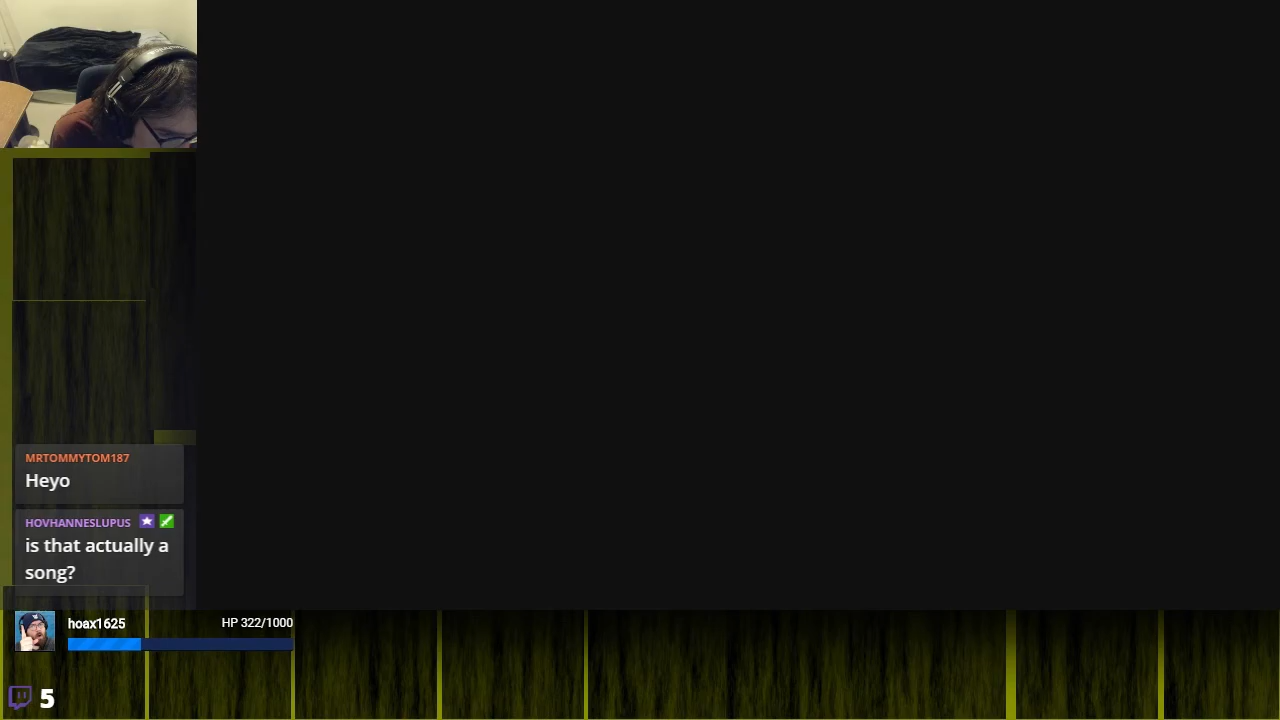 MRTOMMYTOM187
Heyo
HOVHANNESLUPUS
is that actually a
song?
hoax1625 HP 322/1000
5